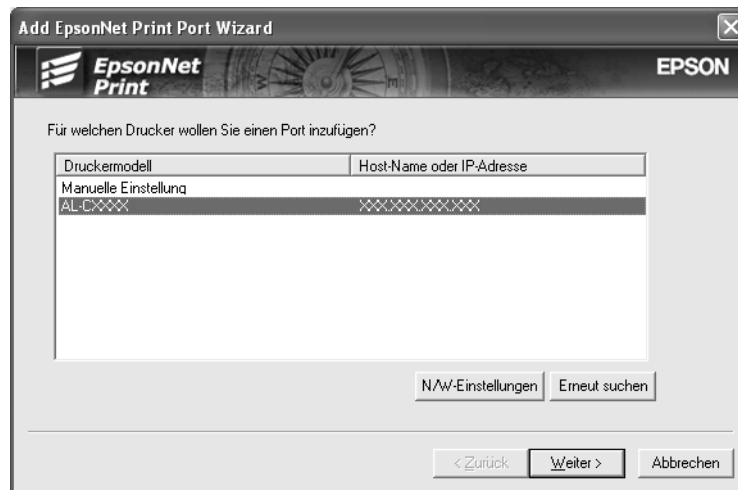 Add EpsonNet Print Port Wizard
EpsonNet
Print
EPSON
Für welchen Drucker wollen Sie einen Port inzufügen?
Druckermodell Host-Name oder IP-Adresse
Manuelle Einstellung
AL-CXXXX XXX.XXX.XXX.XXX
N/W-Einstellungen Erneut suchen
< Zurück Weiter > Abbrechen